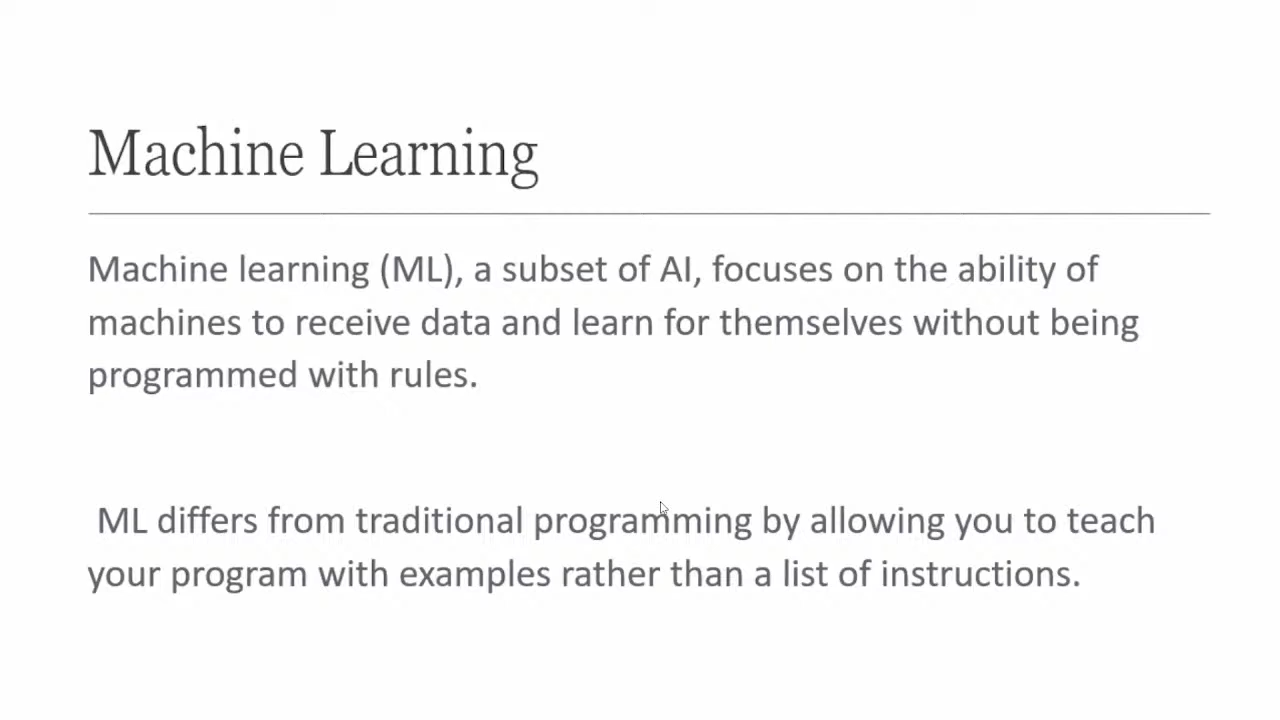 Machine Learning
Machine learning (ML), a subset of AI, focuses on the ability of
machines to receive data and learn for themselves without being
programmed with rules.
ML differs from traditional programming by allowing you to teach
your program with examples rather than a list of instructions.